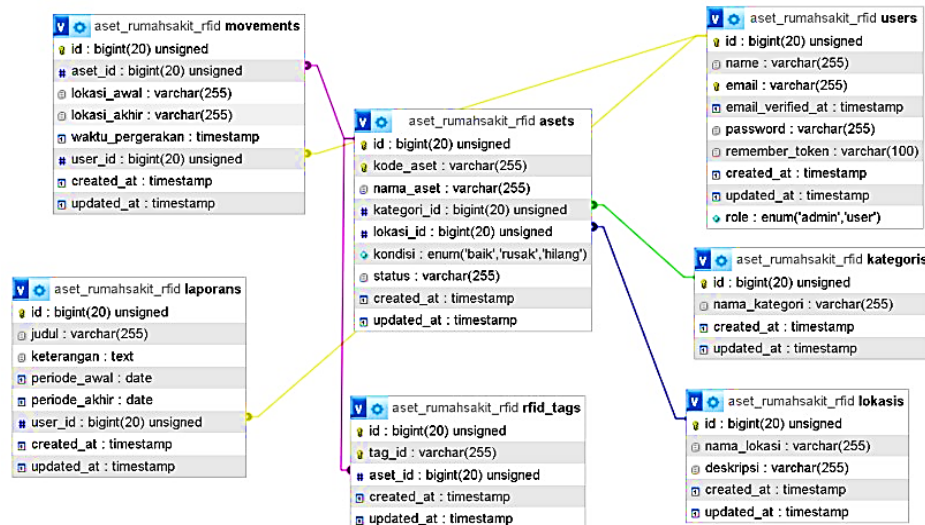 aset_rumahsakit_rfid movements
id : bigint(20) unsigned
aset_id : bigint(20) unsigned
lokasi_awal : varchar(255)
lokasi_akhir : varchar(255)
waktu_pergerakan : timestamp
user_id : bigint(20) unsigned
created_at : timestamp
updated_at : timestamp
aset_rumahsakit_rfid users
id : bigint(20) unsigned
name : varchar(255)
email : varchar(255)
email_verified_at : timestamp
password : varchar(255)
remember_token : varchar(100)
created_at : timestamp
updated_at : timestamp
role : enum('admin','user')
aset_rumahsakit_rfid asets
id : bigint(20) unsigned
kode_aset : varchar(255)
nama_aset : varchar(255)
kategori_id : bigint(20) unsigned
lokasi_id : bigint(20) unsigned
kondisi : enum('baik','rusak','hilang')
status : varchar(255)
created_at : timestamp
updated_at : timestamp
aset_rumahsakit_rfid kategoris
id : bigint(20) unsigned
nama_kategori : varchar(255)
created_at : timestamp
updated_at : timestamp
aset_rumahsakit_rfid laporans
id : bigint(20) unsigned
judul : varchar(255)
keterangan : text
periode_awal : date
periode_akhir : date
user_id : bigint(20) unsigned
created_at : timestamp
updated_at : timestamp
aset_rumahsakit_rfid rfid_tags
id : bigint(20) unsigned
tag_id : varchar(255)
aset_id : bigint(20) unsigned
created_at : timestamp
updated_at : timestamp
aset_rumahsakit_rfid lokasis
id : bigint(20) unsigned
nama_lokasi : varchar(255)
deskripsi : varchar(255)
created_at : timestamp
updated_at : timestamp